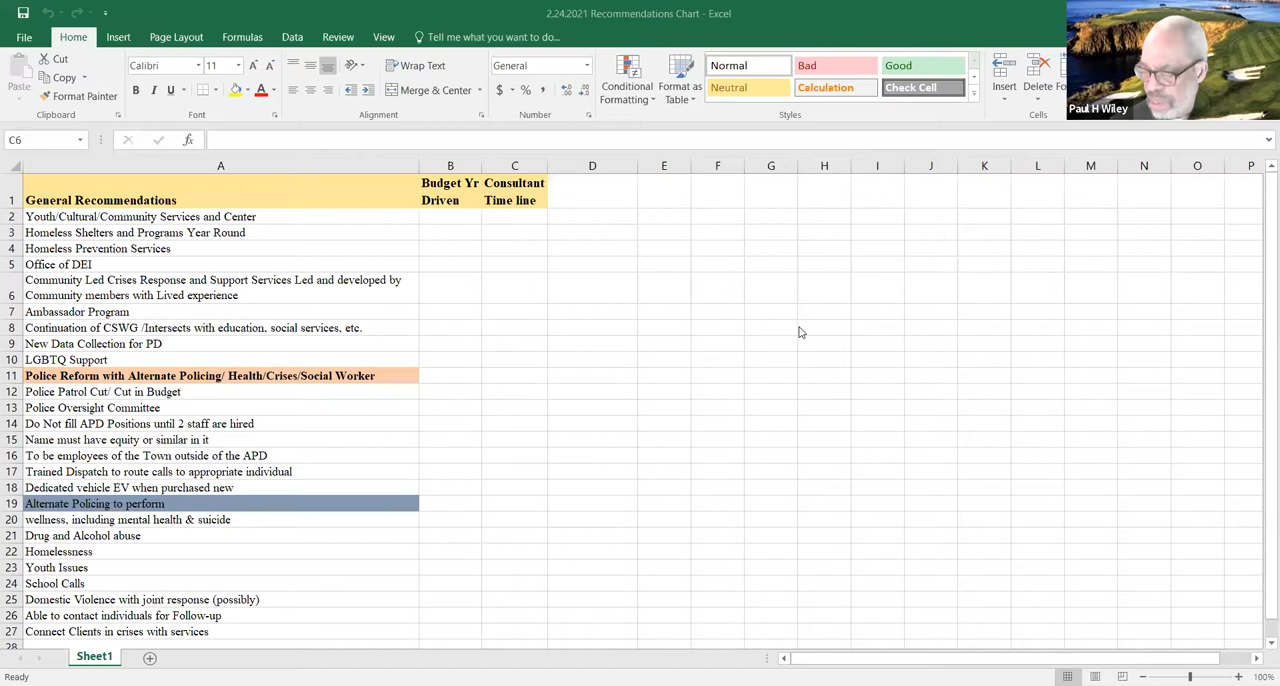 2.24.2021 Recommendations Chart - Excel
File Home Insert Page Layout Formulas Data Review View Tell me what you want to do...
Paste
Cut
Copy
Format Painter
Clipboard
Calibri 11
B I U
Font
Wrap Text
Merge & Center
Alignment
General
$ % ,
Number
Conditional Formatting
Format as Table
Normal Bad Good
Neutral Calculation Check Cell
Styles
Insert Delete
Cells
Paul H Wiley
C6 fx
A B C D E F G H I J K L M N O P
1 General Recommendations Budget Yr Driven Consultant Time line
2 Youth/Cultural/Community Services and Center
3 Homeless Shelters and Programs Year Round
4 Homeless Prevention Services
5 Office of DEI
6 Community Led Crises Response and Support Services Led and developed by
Community members with Lived experience
7 Ambassador Program
8 Continuation of CSWG /Intersects with education, social services, etc.
9 New Data Collection for PD
10 LGBTQ Support
11 Police Reform with Alternate Policing/ Health/Crises/Social Worker
12 Police Patrol Cut/ Cut in Budget
13 Police Oversight Committee
14 Do Not fill APD Positions until 2 staff are hired
15 Name must have equity or similar in it
16 To be employees of the Town outside of the APD
17 Trained Dispatch to route calls to appropriate individual
18 Dedicated vehicle EV when purchased new
19 Alternate Policing to perform
20 wellness, including mental health & suicide
21 Drug and Alcohol abuse
22 Homelessness
23 Youth Issues
24 School Calls
25 Domestic Violence with joint response (possibly)
26 Able to contact individuals for Follow-up
27 Connect Clients in crises with services
28
Sheet1
Ready
100%